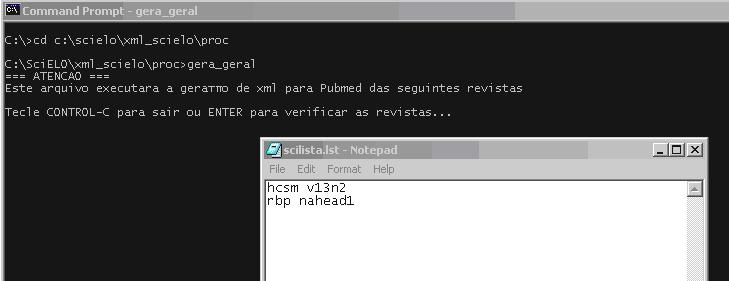 Command Prompt - gera_geral
C:\>cd c:\scielo\xml_scielo\proc
C:\SciELO\xml_scielo\proc>gera_geral
=== ATENCAO ===
Este arquivo executara a geraτπo de xml para Pubmed das seguintes revistas
Tecle CONTROL-C para sair ou ENTER para verificar as revistas...
scilista.lst - Notepad
File Edit Format Help
hcsm v13n2
rbp nahead1